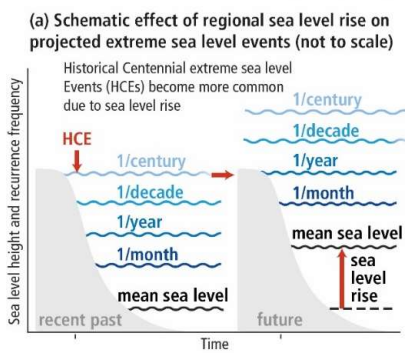 (a) Schematic effect of regional sea level rise on
projected extreme sea level events (not to scale)
Historical Centennial extreme sea level
Events (HCEs) become more common
due to sea level rise
Sea level height and recurrence frequency
HCE
1/century
1/decade
1/year
1/month
mean sea level
recent past
1/century
1/decade
1/year
1/month
mean sea level
sea
level
rise
future
Time